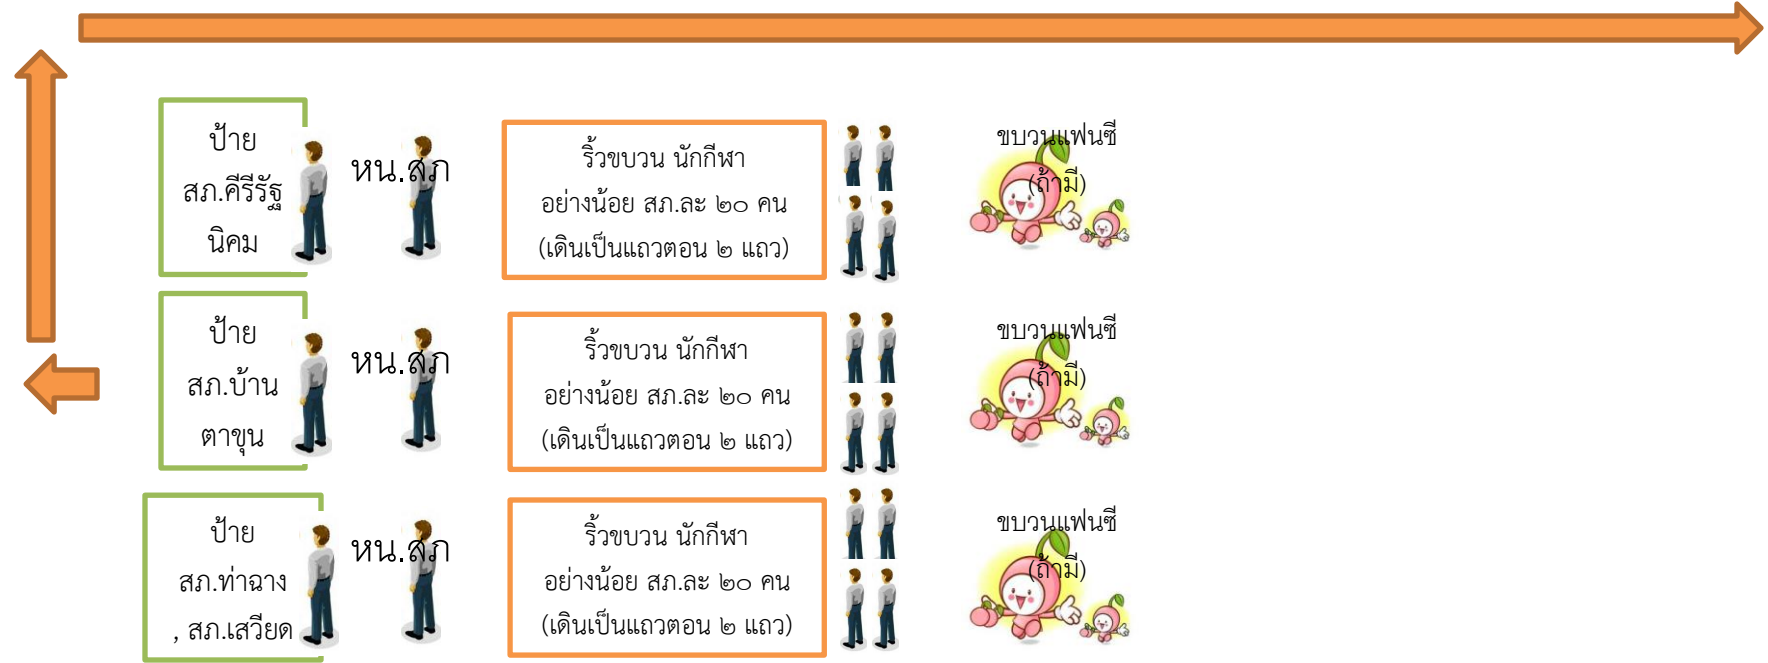 ป้าย
สภ.คีรีรัฐ
นิคม
หน.สภ
ริ้วขบวน นักกีฬา
อย่างน้อย สภ.ละ ๒๐ คน
(เดินเป็นแถวตอน ๒ แถว)
ขบวนแฟนซี
(ถ้ามี)
ป้าย
สภ.บ้าน
ตาขุน
หน.สภ
ริ้วขบวน นักกีฬา
อย่างน้อย สภ.ละ ๒๐ คน
(เดินเป็นแถวตอน ๒ แถว)
ขบวนแฟนซี
(ถ้ามี)
ป้าย
สภ.ท่าฉาง
, สภ.เสวียด
หน.สภ
ริ้วขบวน นักกีฬา
อย่างน้อย สภ.ละ ๒๐ คน
(เดินเป็นแถวตอน ๒ แถว)
ขบวนแฟนซี
(ถ้ามี)